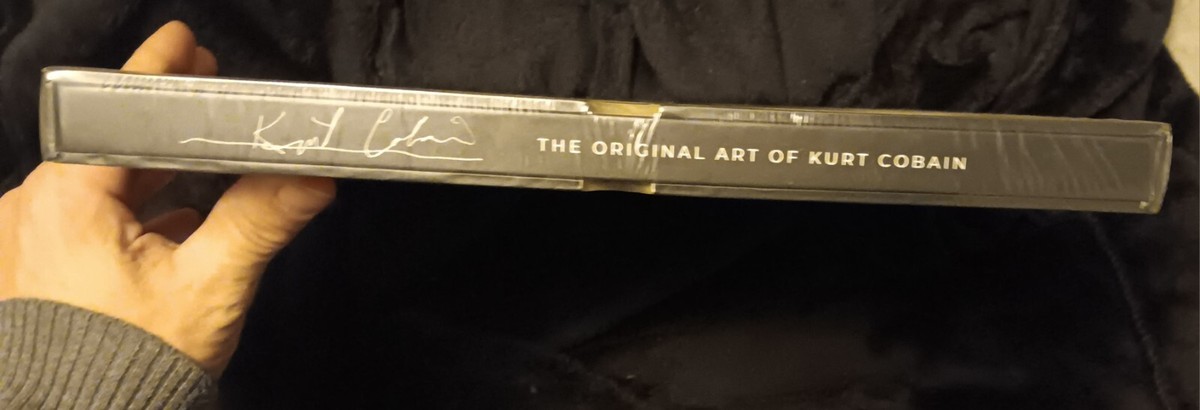 Kurt Cobain
THE ORIGINAL ART OF KURT COBAIN